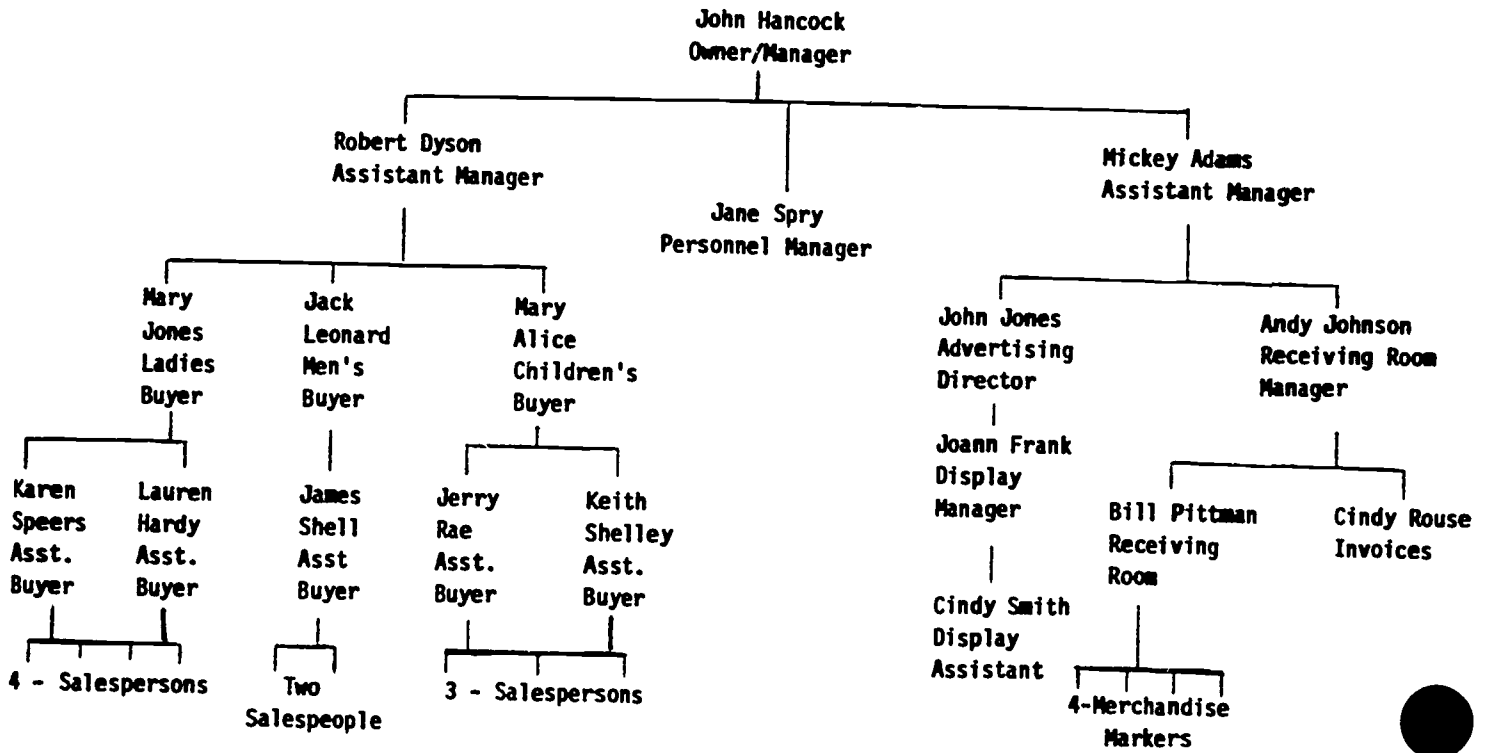 John Hancock
Owner/Manager
Robert Dyson
Assistant Manager
Jane Spry
Personnel Manager
Mickey Adams
Assistant Manager
Mary
Jones
Ladies
Buyer
Jack
Leonard
Men's
Buyer
Mary
Alice
Children's
Buyer
John Jones
Advertising
Director
Andy Johnson
Receiving Room
Manager
Karen
Speers
Asst.
Buyer
Lauren
Hardy
Asst.
Buyer
James
Shell
Asst
Buyer
Jerry
Rae
Asst.
Buyer
Keith
Shelley
Asst.
Buyer
Joann Frank
Display
Manager
Bill Pittman
Receiving
Room
Cindy Rouse
Invoices
Cindy Smith
Display
Assistant
4 - Salespersons
Two
Salespeople
3 - Salespersons
4-Merchandise
Markers